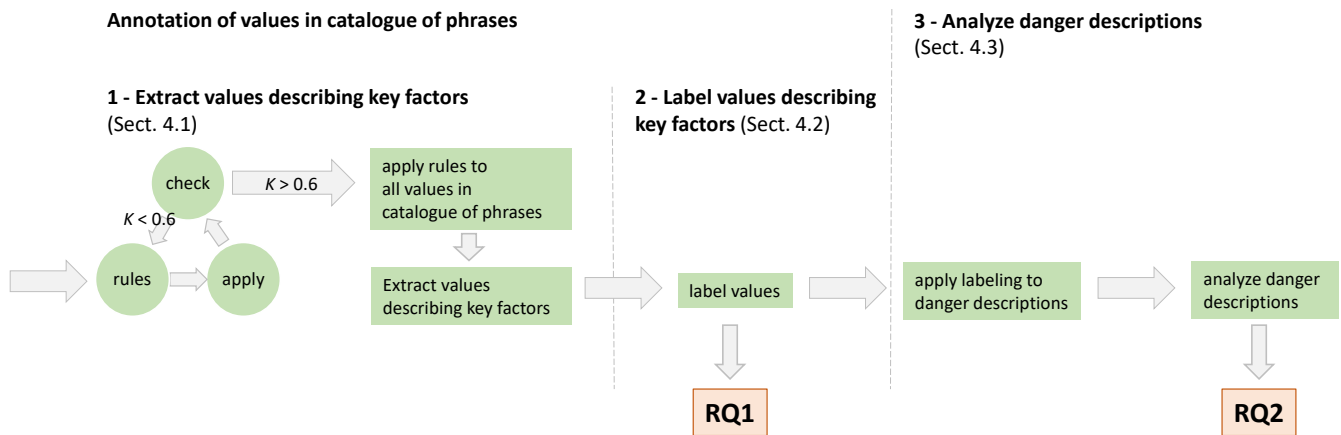 Annotation of values in catalogue of phrases
1 - Extract values describing key factors
(Sect. 4.1)
check
K > 0.6
K < 0.6
rules
apply
apply rules to
all values in
catalogue of phrases
Extract values
describing key factors
2 - Label values describing
key factors (Sect. 4.2)
label values
RQ1
3 - Analyze danger descriptions
(Sect. 4.3)
apply labeling to
danger descriptions
analyze danger
descriptions
RQ2